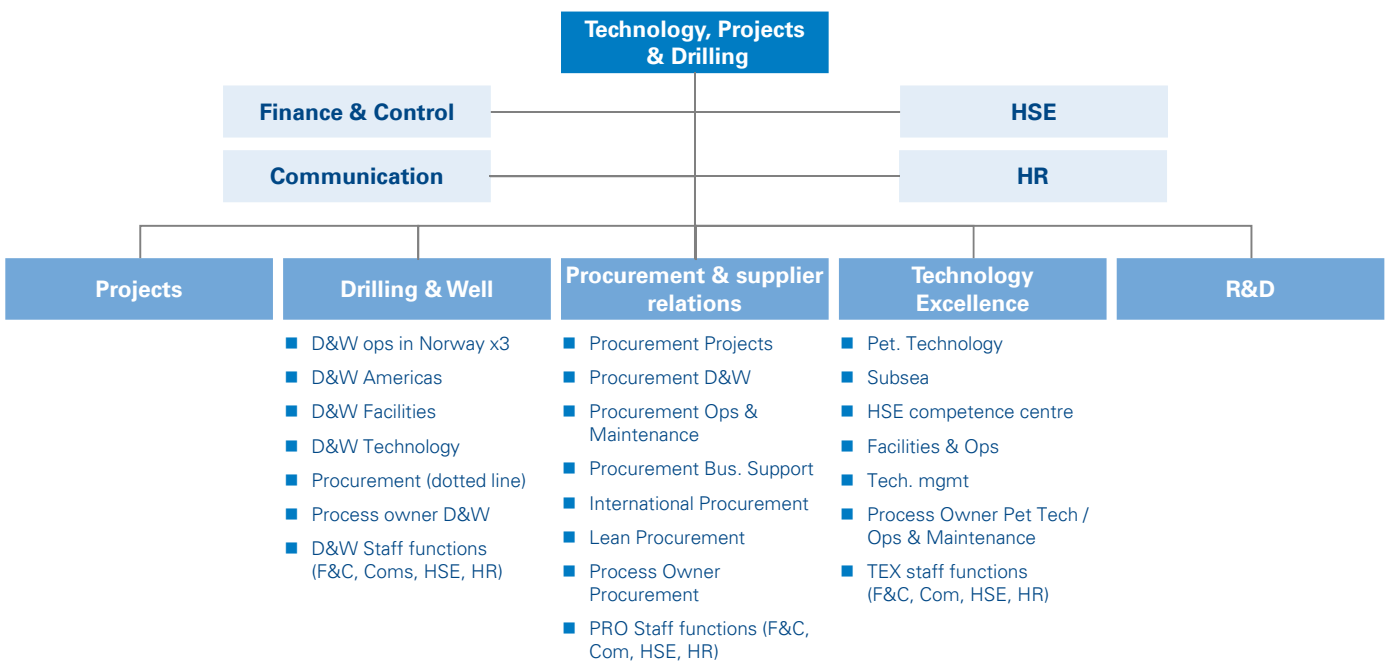 Technology, Projects
& Drilling
Finance & Control
HSE
Communication
HR
Projects
Drilling & Well
Procurement & supplier
relations
Technology
Excellence
R&D
D&W ops in Norway x3
D&W Americas
D&W Facilities
D&W Technology
Procurement (dotted line)
Process owner D&W
D&W Staff functions
(F&C, Coms, HSE, HR)
Procurement Projects
Procurement D&W
Procurement Ops &
Maintenance
Procurement Bus. Support
International Procurement
Lean Procurement
Process Owner
Procurement
PRO Staff functions (F&C,
Com, HSE, HR)
Pet. Technology
Subsea
HSE competence centre
Facilities & Ops
Tech. mgmt
Process Owner Pet Tech /
Ops & Maintenance
TEX staff functions
(F&C, Com, HSE, HR)